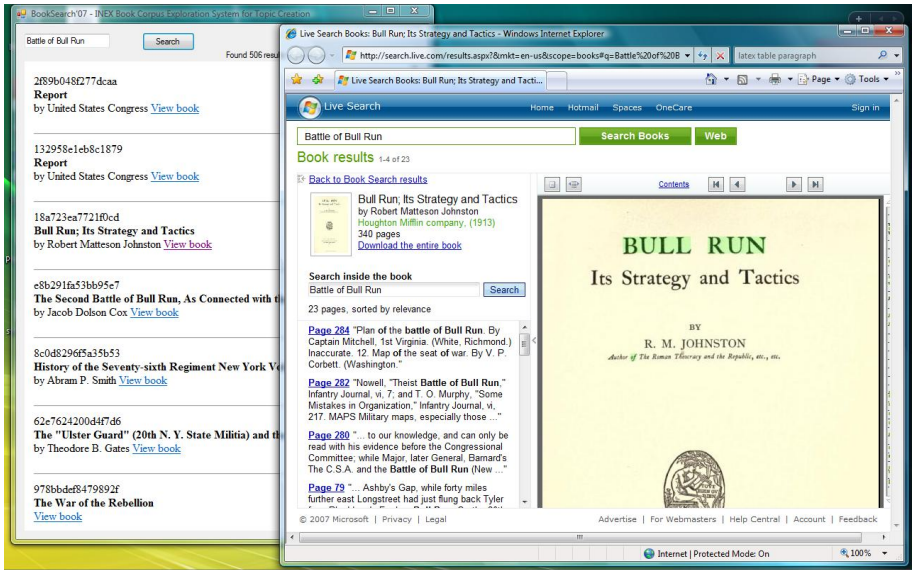 BookSearch'07 - INEX Book Corpus Exploration System for Topic Creation
Battle of Bull Run
Search
Found 506
2f89b048f277dcaa
Report
by United States Congress View book
132958e1eb8c1879
Report
by United States Congress View book
18a723ea7721f0cd
Bull Run; Its Strategy and Tactics
by Robert Matteson Johnston View book
e8b291fa53bb95e7
The Second Battle of Bull Run, As Connected with
by Jacob Dolson Cox View book
8c0d8296f5a35b53
History of the Seventy-sixth Regiment New York
by Abram P. Smith View book
62e7624200d4f7d6
The "Ulster Guard" (20th N. Y. State Militia) and
by Theodore B. Gates View book
978bbdef8479892f
The War of the Rebellion
View book
Live Search Books: Bull Run; Its Strategy and Tactics - Windows Internet Explorer
http://search.live.com/results.aspx?&mkt=en-us&scope=books#q=Battle%20of%20B
latex table paragraph
Live Search Books: Bull Run; Its Strategy and Tacti...
Page
Tools
Live Search
Home Hotmail Spaces OneCare
Sign in
Battle of Bull Run
Search Books
Web
Book results 1-4 of 23
Back to Book Search results
Bull Run; Its Strategy and Tactics
by Robert Matteson Johnston
Houghton Mifflin company, (1913)
340 pages
Download the entire book
Search inside the book
Battle of Bull Run
Search
23 pages, sorted by relevance
Page 284 "Plan of the battle of Bull Run. By
Captain Mitchell, 1st Virginia. (White, Richmond.)
Inaccurate. 12. Map of the seat of war. By V. P.
Corbett. (Washington."
Page 282 "Nowell, "Theist Battle of Bull Run,"
Infantry Journal, vi, 7; and T. O. Murphy, "Some
Mistakes in Organization," Infantry Journal, vi,
217. MAPS Military maps, especially those ..."
Page 280 "... to our knowledge, and can only be
read with his evidence before the Congressional
Committee; while Major, later General, Barnard's
The C.S.A. and the Battle of Bull Run (New ..."
Page 79 "... Ashby's Gap, while forty miles
further east Longstreet had just flung back Tyler
Contents
BULL RUN
Its Strategy and Tactics
BY
R. M. JOHNSTON
Author of The Roman Theocracy and the Republic, etc., etc.
© 2007 Microsoft | Privacy | Legal
Advertise | For Webmasters | Help Central | Account | Feedback
Internet | Protected Mode: On
100%